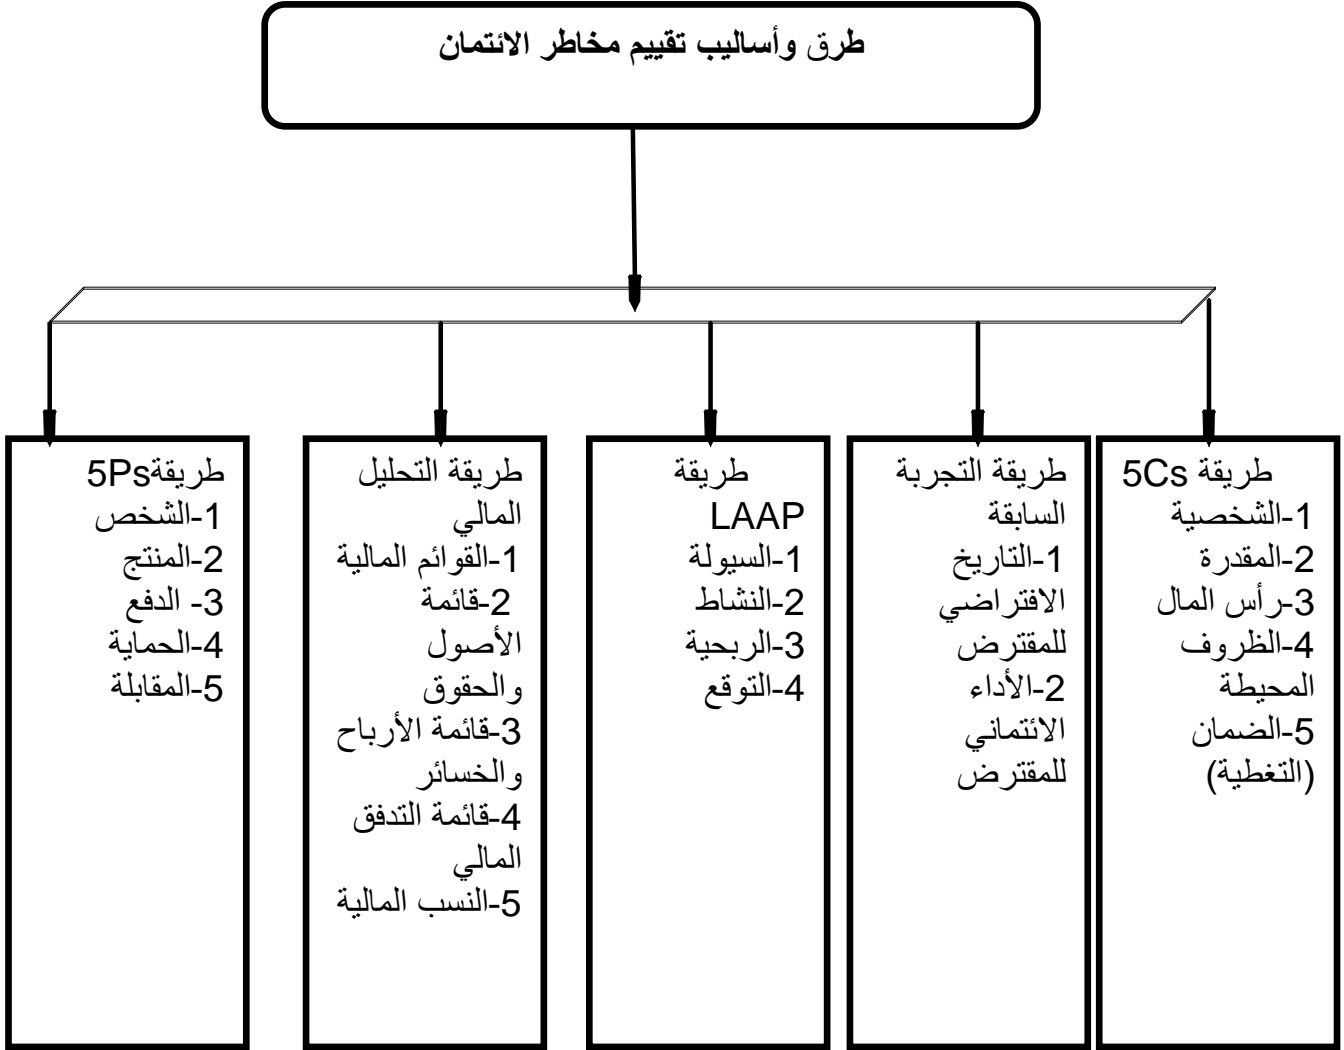 طرق وأساليب تقييم مخاطر الائتمان
طريقة 5Cs
1-الشخصية
2-المقدرة
3-رأس المال
4-الظروف
المحيطة
5-الضمان
(التغطية)
طريقة التجربة
السابقة
1-التاريخ
الافتراضي
للمقترض
2-الأداء
الائتماني
للمقترض
طريقة
LAAP
1-السيولة
2-النشاط
3-الربحية
4-التوقع
طريقة التحليل
المالي
1-القوائم المالية
2-قائمة
الأصول
والحقوق
3-قائمة الأرباح
والخسائر
4-قائمة التدفق
المالي
5-النسب المالية
طريقة5Ps
1-الشخص
2-المنتج
3- الدفع
4-الحماية
5-المقابلة